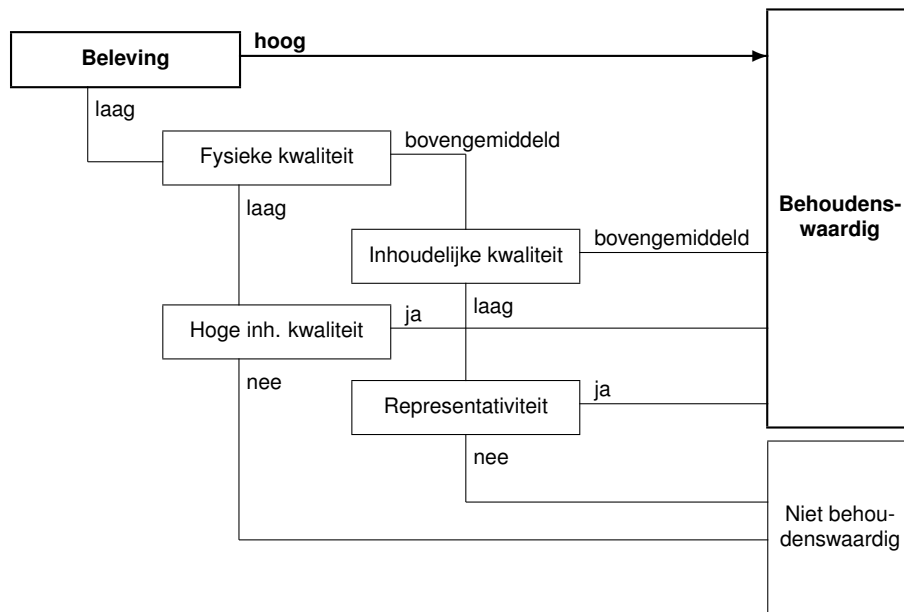 hoog
Beleving
laag
bovengemiddeld
Fysieke kwaliteit
laag
Behoudens-
waardig
bovengemiddeld
Inhoudelijke kwaliteit
laag
ja
Hoge inh. kwaliteit
nee
ja
Representativiteit
nee
Niet behou-
denswaardig